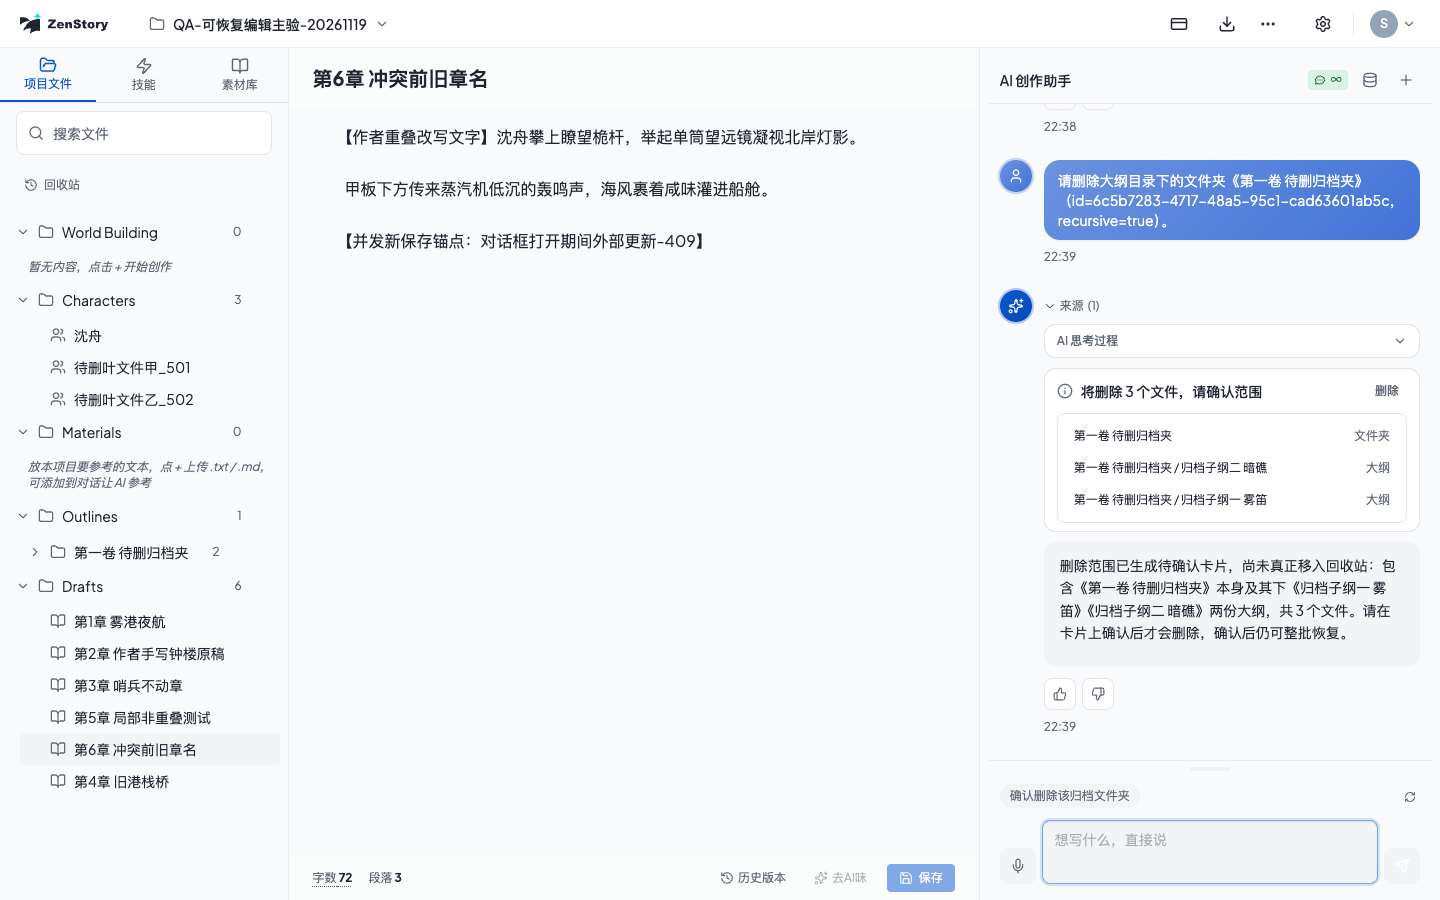 ZenStory
QA-可恢复编辑主验-20261119
S
项目文件
技能
素材库
搜索文件
回收站
World Building 0
暂无内容，点击 + 开始创作
Characters 3
沈舟
待删叶文件甲_501
待删叶文件乙_502
Materials 0
放本项目要参考的文本，点 + 上传 .txt / .md，
可添加到对话让 AI 参考
Outlines 1
第一卷 待删归档夹 2
Drafts 6
第1章 雾港夜航
第2章 作者手写钟楼原稿
第3章 哨兵不动章
第5章 局部非重叠测试
第6章 冲突前旧章名
第4章 旧港栈桥
第6章 冲突前旧章名
【作者重叠改写文字】沈舟攀上瞭望桅杆，举起单筒望远镜凝视北岸灯影。
甲板下方传来蒸汽机低沉的轰鸣声，海风裹着咸味灌进船舱。
【并发新保存锚点：对话框打开期间外部更新-409】
字数 72
段落 3
历史版本
去AI味
保存
AI 创作助手
22:38
请删除大纲目录下的文件夹《第一卷 待删归档夹》
（id=6c5b7283-4717-48a5-95c1-cad63601ab5c，
recursive=true）。
22:39
来源 (1)
AI 思考过程
将删除 3 个文件，请确认范围
删除
第一卷 待删归档夹 文件夹
第一卷 待删归档夹 / 归档子纲二 暗礁 大纲
第一卷 待删归档夹 / 归档子纲一 雾笛 大纲
删除范围已生成待确认卡片，尚未真正移入回收站：包
含《第一卷 待删归档夹》本身及其下《归档子纲一 雾
笛》《归档子纲二 暗礁》两份大纲，共 3 个文件。请在
卡片上确认后才会删除，确认后仍可整批恢复。
22:39
确认删除该归档文件夹
想写什么，直接说